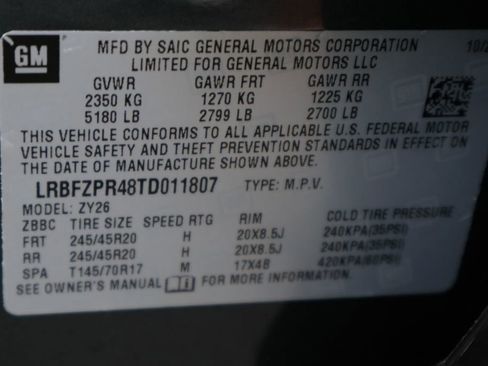 GM
MFD BY SAIC GENERAL MOTORS CORPORATION 10/2
LIMITED FOR GENERAL MOTORS LLC
GVWR GAWR FRT GAWR RR
2350 KG 1270 KG 1225 KG
5180 LB 2799 LB 2700 LB
THIS VEHICLE CONFORMS TO ALL APPLICABLE U.S. FEDERAL MOTOR
VEHICLE SAFETY AND THEFT PREVENTION STANDARDS IN EFFECT ON
THE DATE OF MANUFACTURE SHOWN ABOVE.
LRBFZPR48TD011807 TYPE: M.P.V.
MODEL: ZY26
ZBBC TIRE SIZE SPEED RTG RIM COLD TIRE PRESSURE
FRT 245/45R20 H 20X8.5J 240KPA(35PSI)
RR 245/45R20 H 20X8.5J 240KPA(35PSI)
SPA T145/70R17 M 17X4B 420KPA(60PSI)
SEE OWNER'S MANUAL FOR MORE INFORMATION.